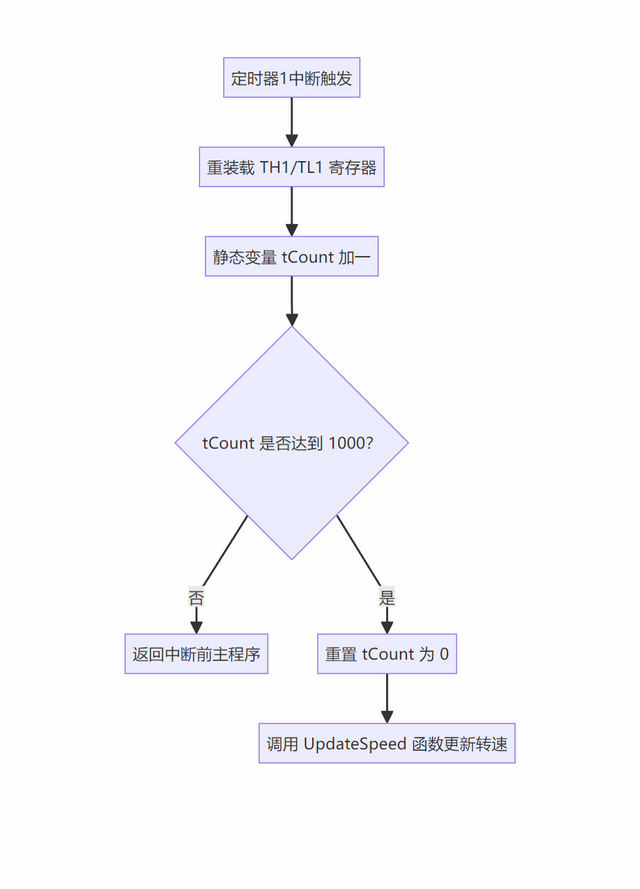 定时器1中断触发
重装载 TH1/TL1 寄存器
静态变量 tCount 加一
tCount 是否达到 1000?
否
是
返回中断前主程序
重置 tCount 为 0
调用 UpdateSpeed 函数更新转速